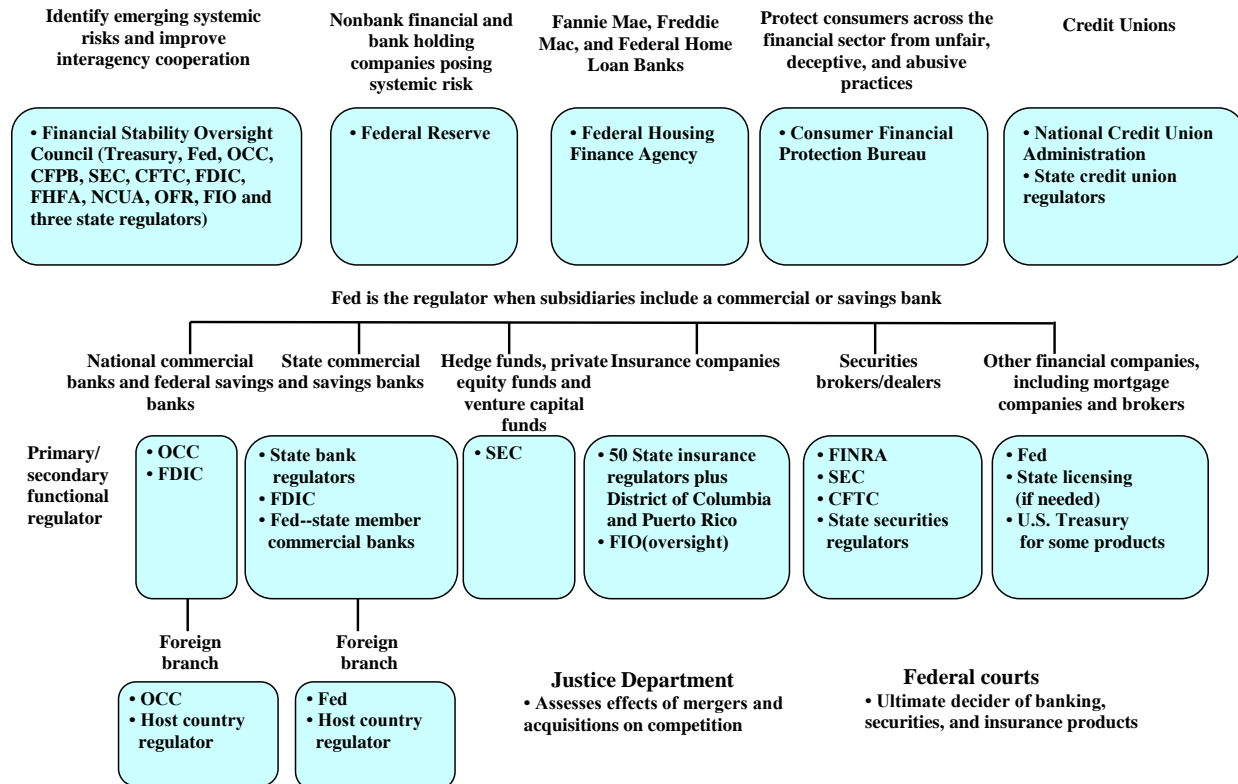 Identify emerging systemic
risks and improve
interagency cooperation
Nonbank financial and
bank holding
companies posing
systemic risk
Fannie Mae, Freddie
Mac, and Federal Home
Loan Banks
Protect consumers across the
financial sector from unfair,
deceptive, and abusive
practices
Credit Unions
• Financial Stability Oversight
Council (Treasury, Fed, OCC,
CFPB, SEC, CFTC, FDIC,
FHFA, NCUA, OFR, FIO and
three state regulators)
• Federal Reserve
• Federal Housing
Finance Agency
• Consumer Financial
Protection Bureau
• National Credit Union
Administration
• State credit union
regulators
Fed is the regulator when subsidiaries include a commercial or savings bank
National commercial
banks and federal savings
banks
State commercial
and savings banks
Hedge funds, private
equity funds and
venture capital
funds
Insurance companies
Securities
brokers/dealers
Other financial companies,
including mortgage
companies and brokers
Primary/
secondary
functional
regulator
• OCC
• FDIC
• State bank
regulators
• FDIC
• Fed--state member
commercial banks
• SEC
• 50 State insurance
regulators plus
District of Columbia
and Puerto Rico
• FIO(oversight)
• FINRA
• SEC
• CFTC
• State securities
regulators
• Fed
• State licensing
(if needed)
• U.S. Treasury
for some products
Foreign
branch
Foreign
branch
• OCC
• Host country
regulator
• Fed
• Host country
regulator
Justice Department
• Assesses effects of mergers and
acquisitions on competition
Federal courts
• Ultimate decider of banking,
securities, and insurance products